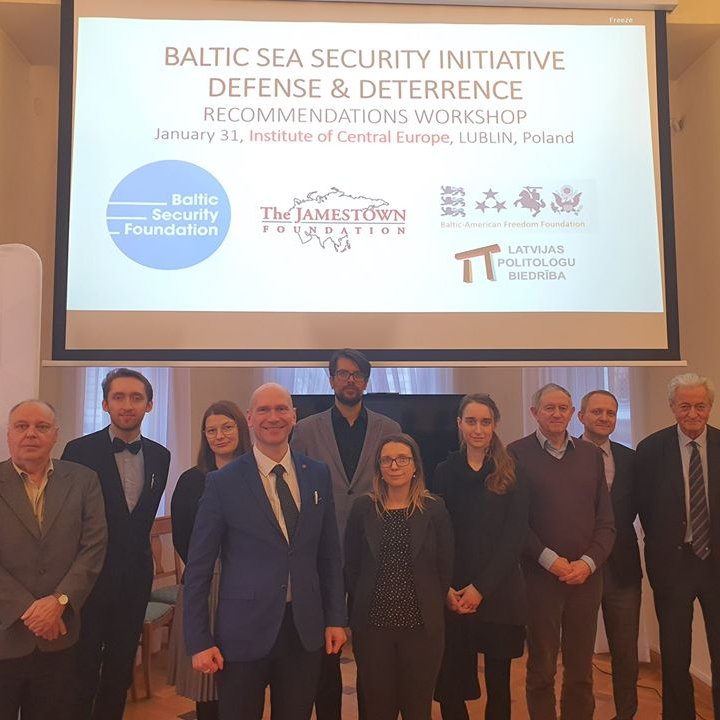 Freeze
BALTIC SEA SECURITY INITIATIVE
DEFENSE & DETERRENCE
RECOMMENDATIONS WORKSHOP
January 31, Institute of Central Europe, LUBLIN, Poland
Baltic
Security
Foundation
The JAMESTOWN
FOUNDATION
Baltic-American Freedom Foundation
LATVIJAS
POLITOLOGU
BIEDRĪBA